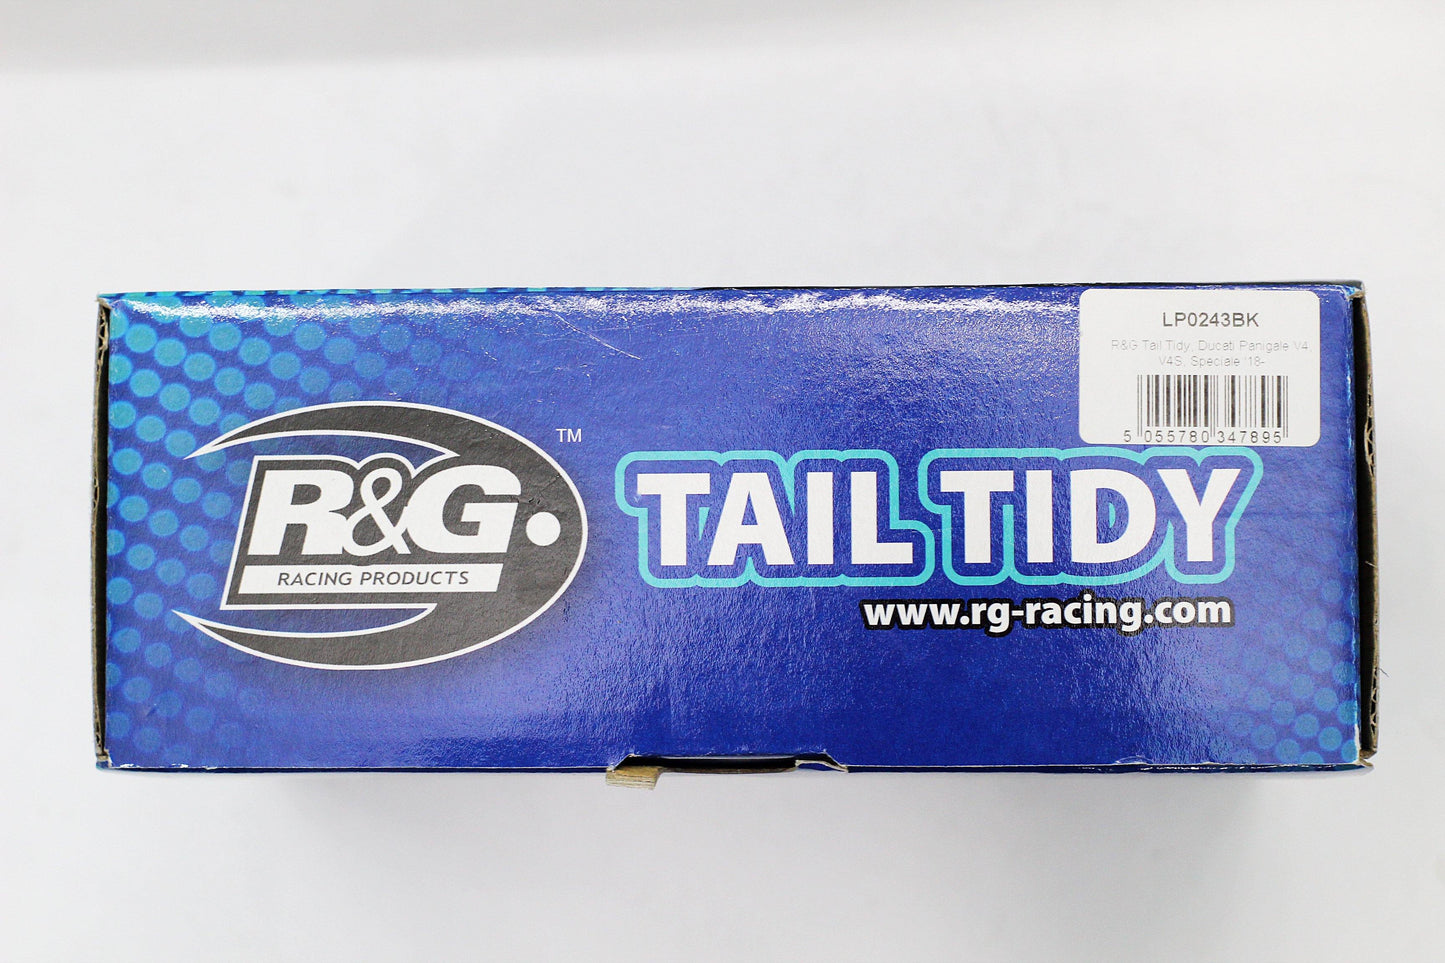 LP0243BK
R&G Tail Tidy, Ducati Panigale V4
V4S, Speciale '18-
5 055780 347895
R&G
TM
RACING PRODUCTS
TAIL TIDY
www.rg-racing.com